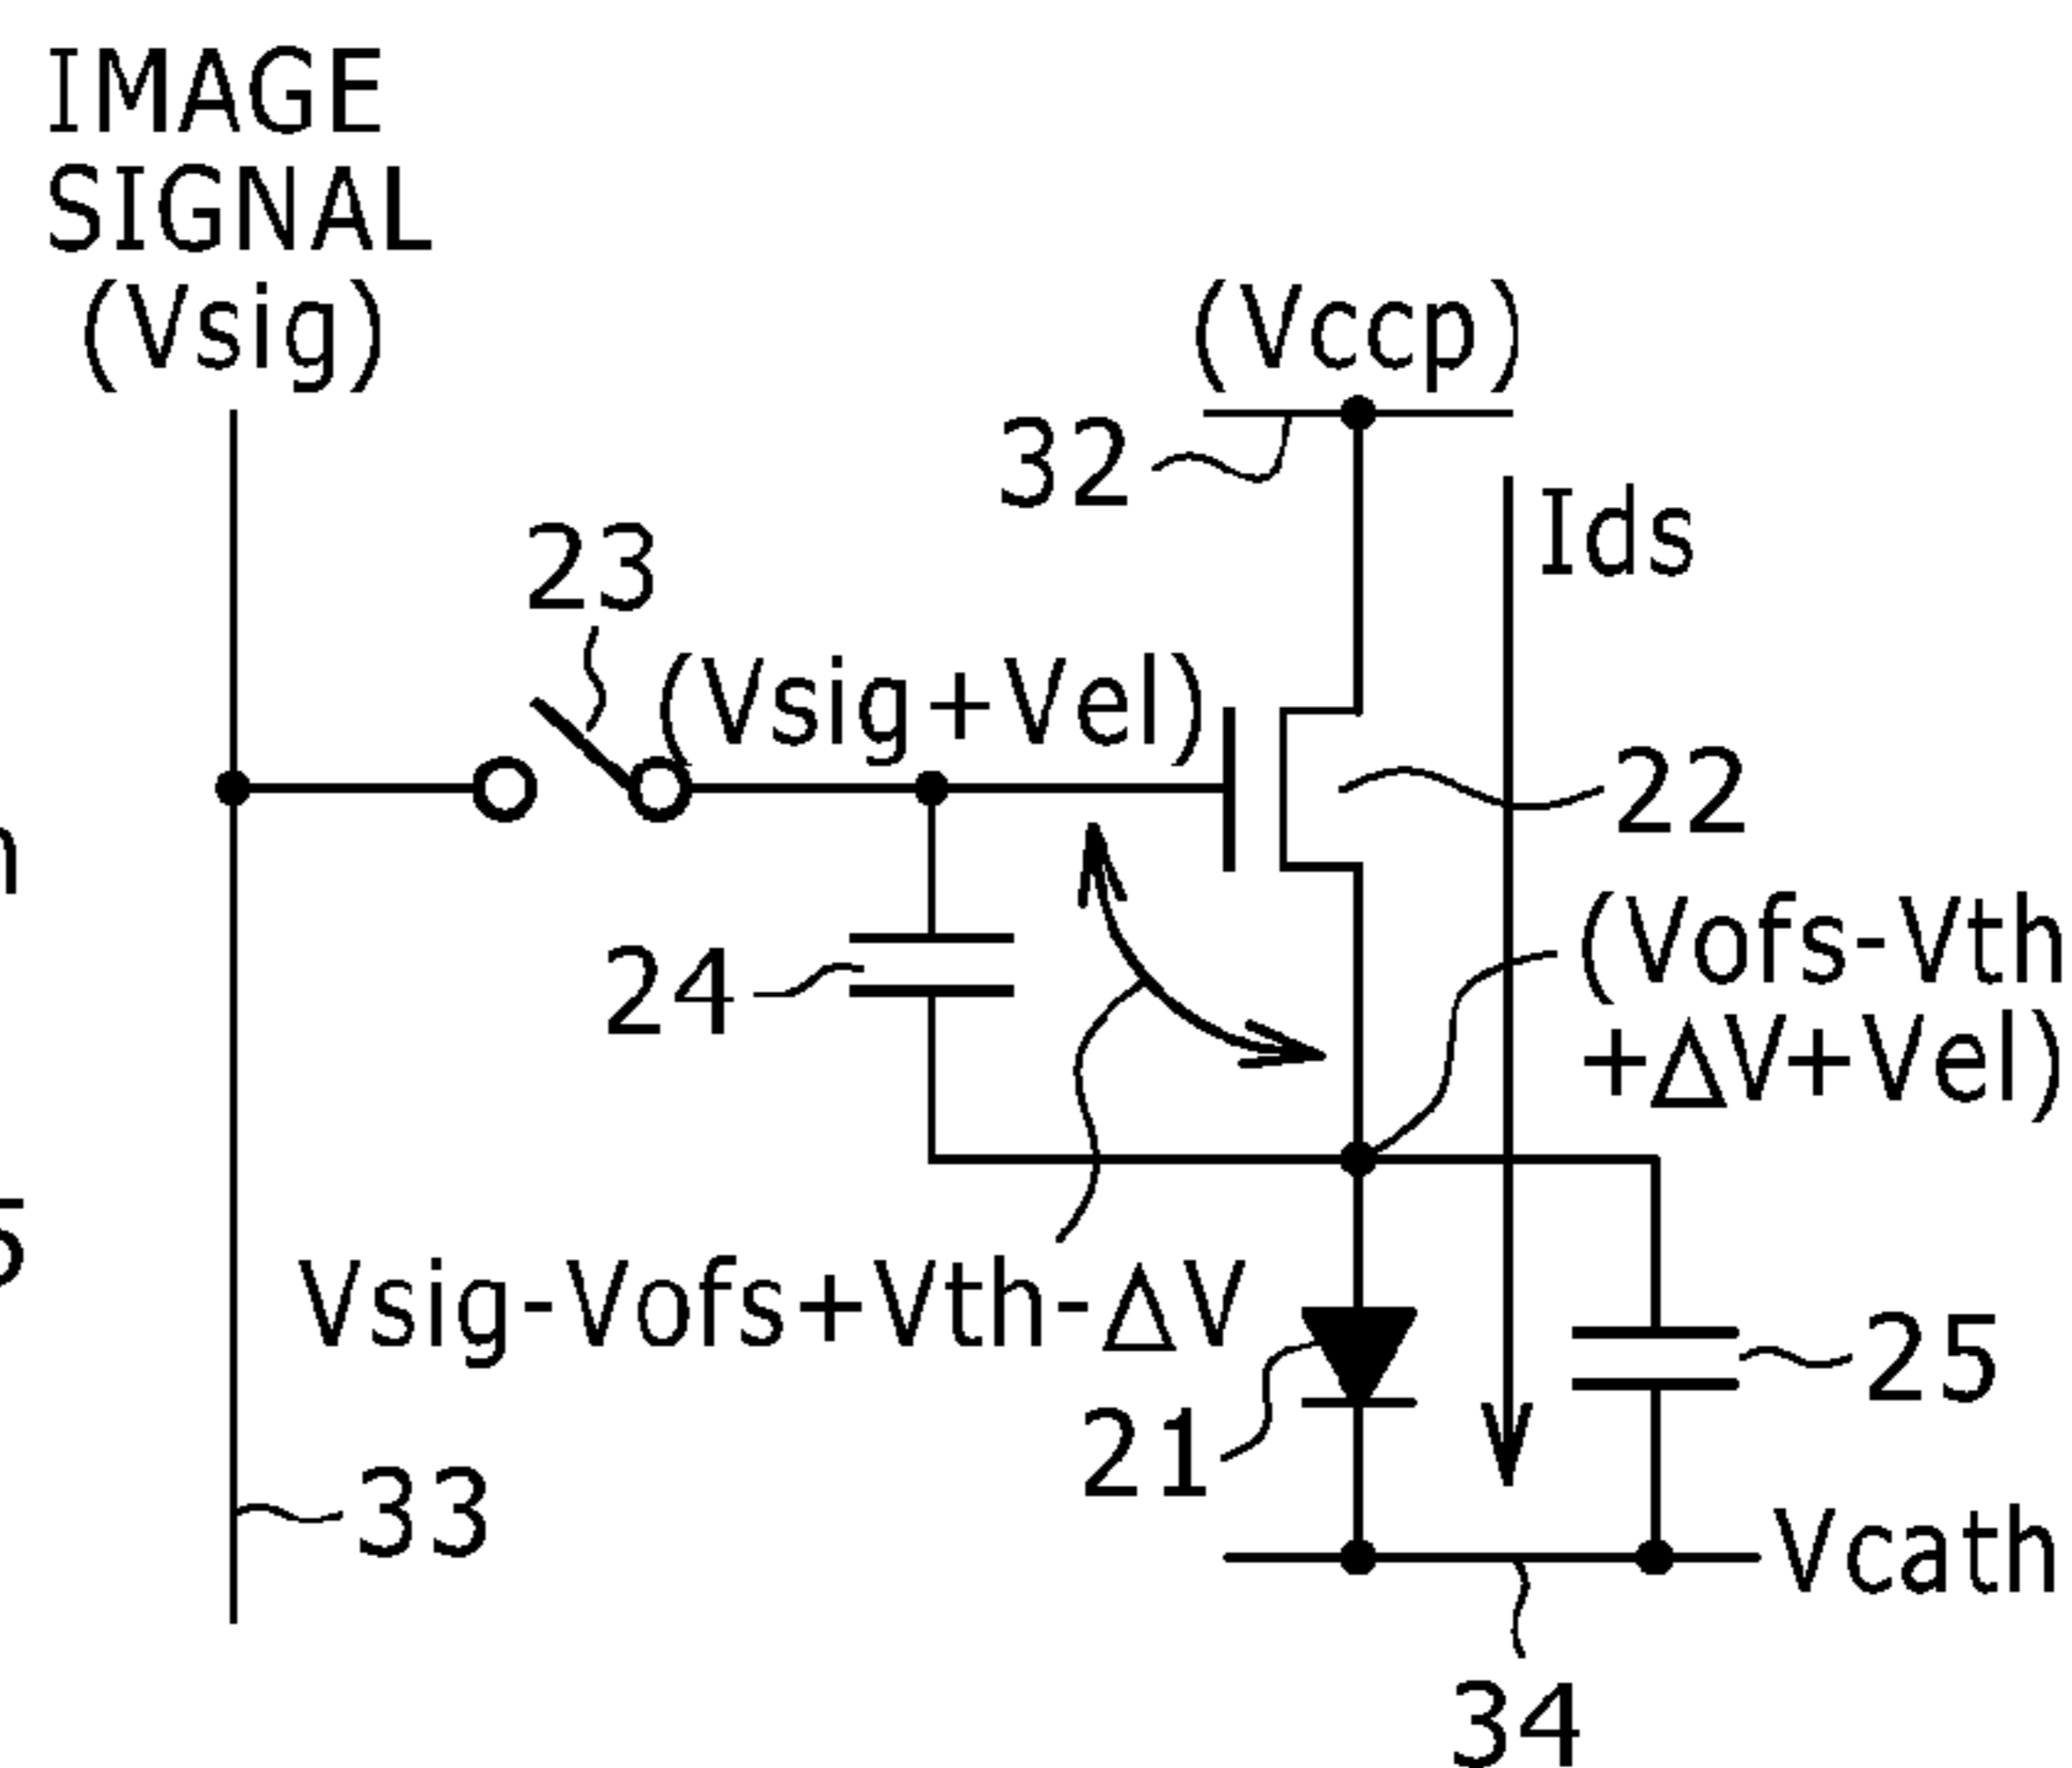 IMAGE
SIGNAL
(Vsig)
(Vccp)
32
Ids
23
(Vsig+Vel)
22
(Vofs-Vth
+ΔV+Vel)
24
Vsig-Vofs+Vth-ΔV
25
21
33
Vcath
34